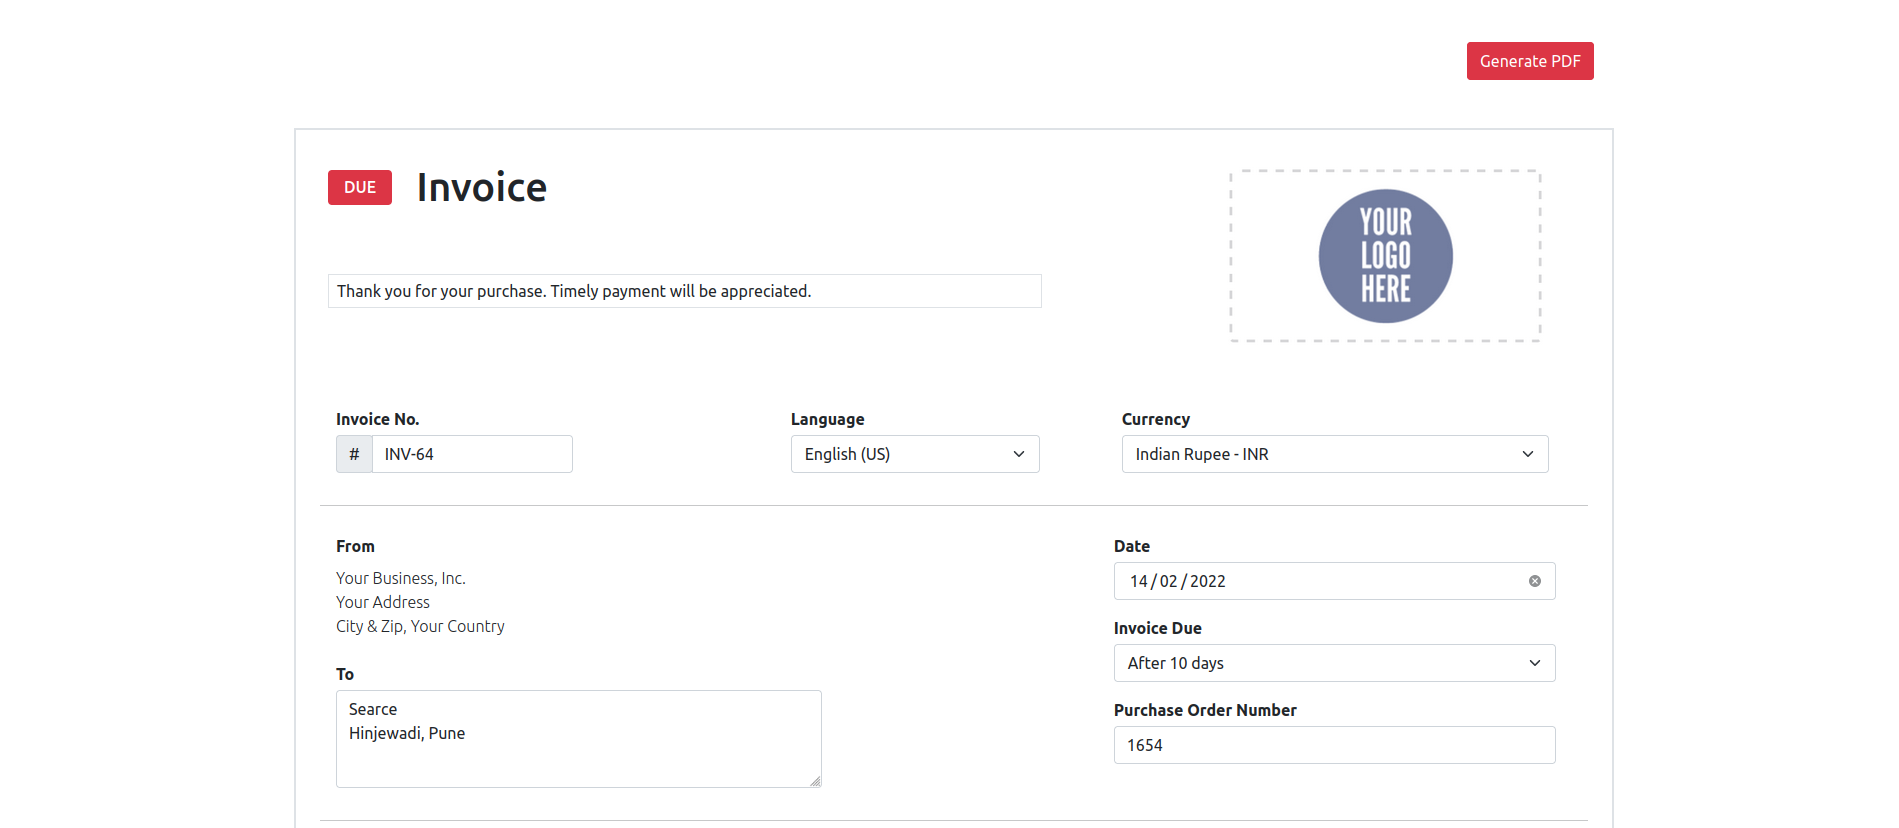 Generate PDF
DUE
Invoice
YOUR
LOGO
HERE
Thank you for your purchase. Timely payment will be appreciated.
Invoice No.
# INV-64
Language
English (US)
Currency
Indian Rupee - INR
From
Your Business, Inc.
Your Address
City & Zip, Your Country
To
Searce
Hinjewadi, Pune
Date
14/02/2022
Invoice Due
After 10 days
Purchase Order Number
1654